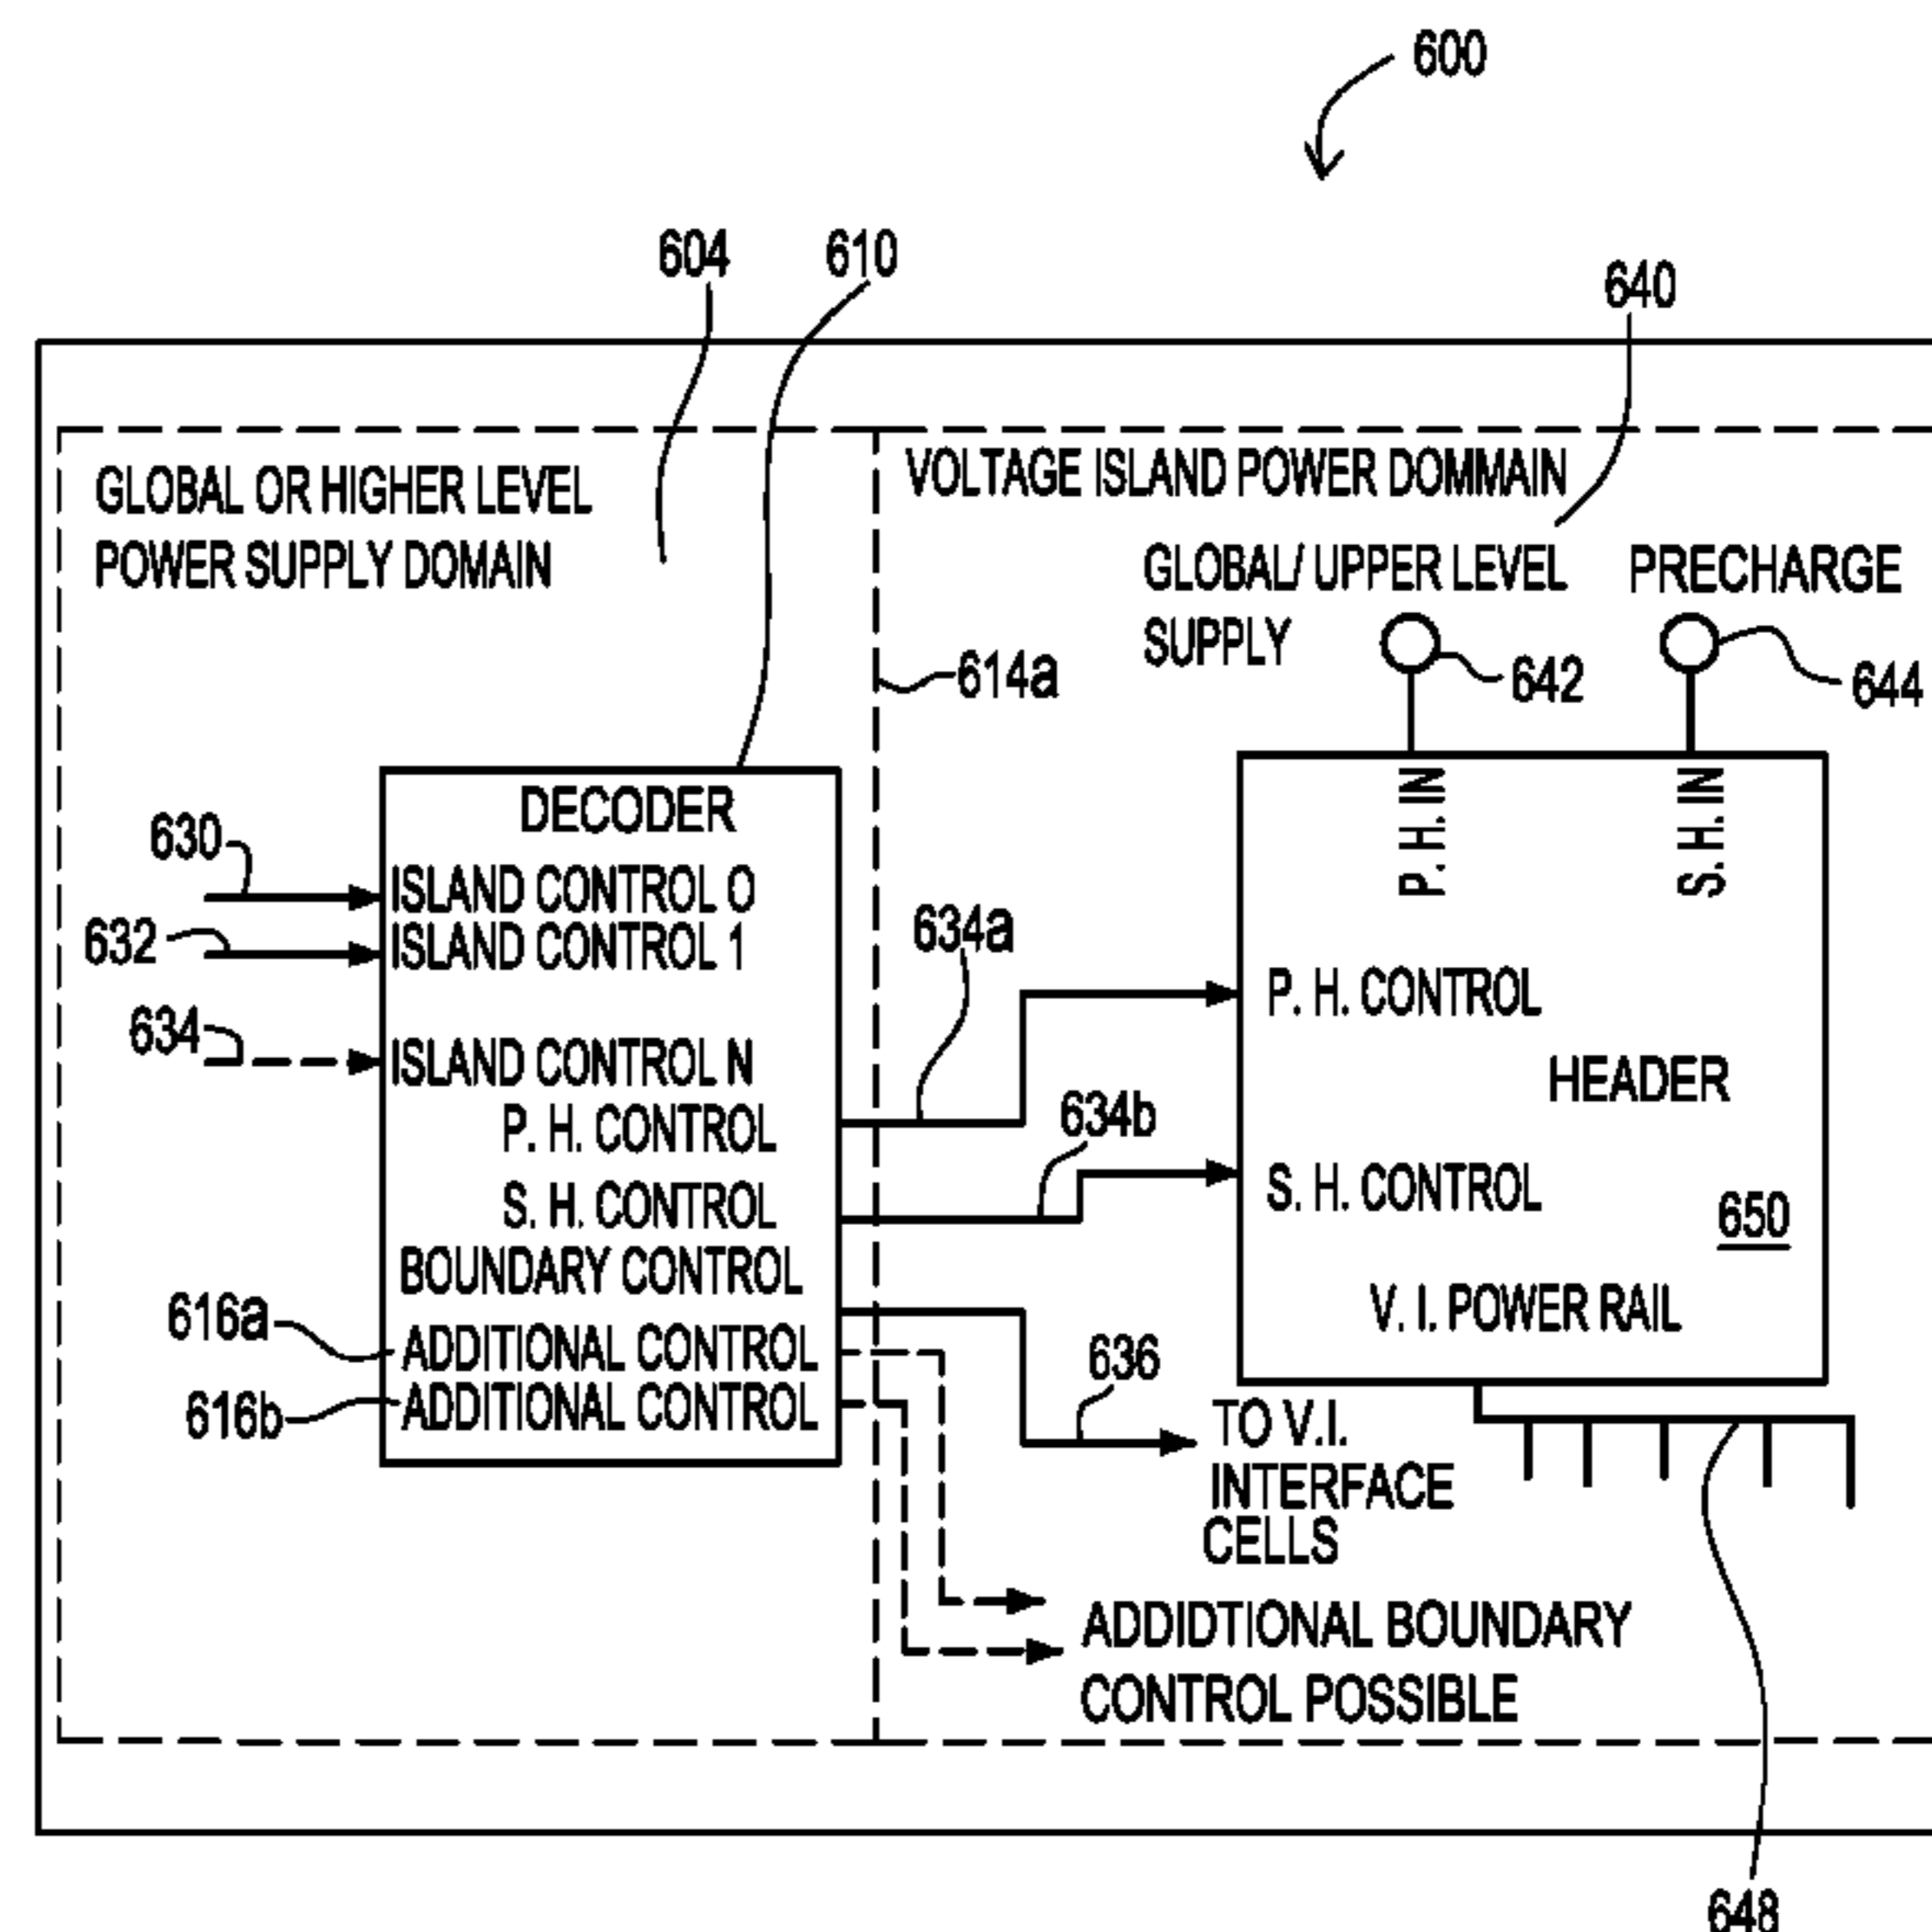 600
604
610
640
GLOBAL OR HIGHER LEVEL
POWER SUPPLY DOMAIN
VOLTAGE ISLAND POWER DOMMAIN
GLOBAL/ UPPER LEVEL
SUPPLY
PRECHARGE
614a
642
644
DECODER
630
ISLAND CONTROL 0
632
ISLAND CONTROL 1
634
ISLAND CONTROL N
P. H. CONTROL
S. H. CONTROL
BOUNDARY CONTROL
616a
ADDITIONAL CONTROL
616b
ADDITIONAL CONTROL
634a
634b
636
P. H. IN
S. H. IN
P. H. CONTROL
HEADER
S. H. CONTROL
650
V. I. POWER RAIL
TO V.I.
INTERFACE
CELLS
ADDIDTIONAL BOUNDARY
CONTROL POSSIBLE
648